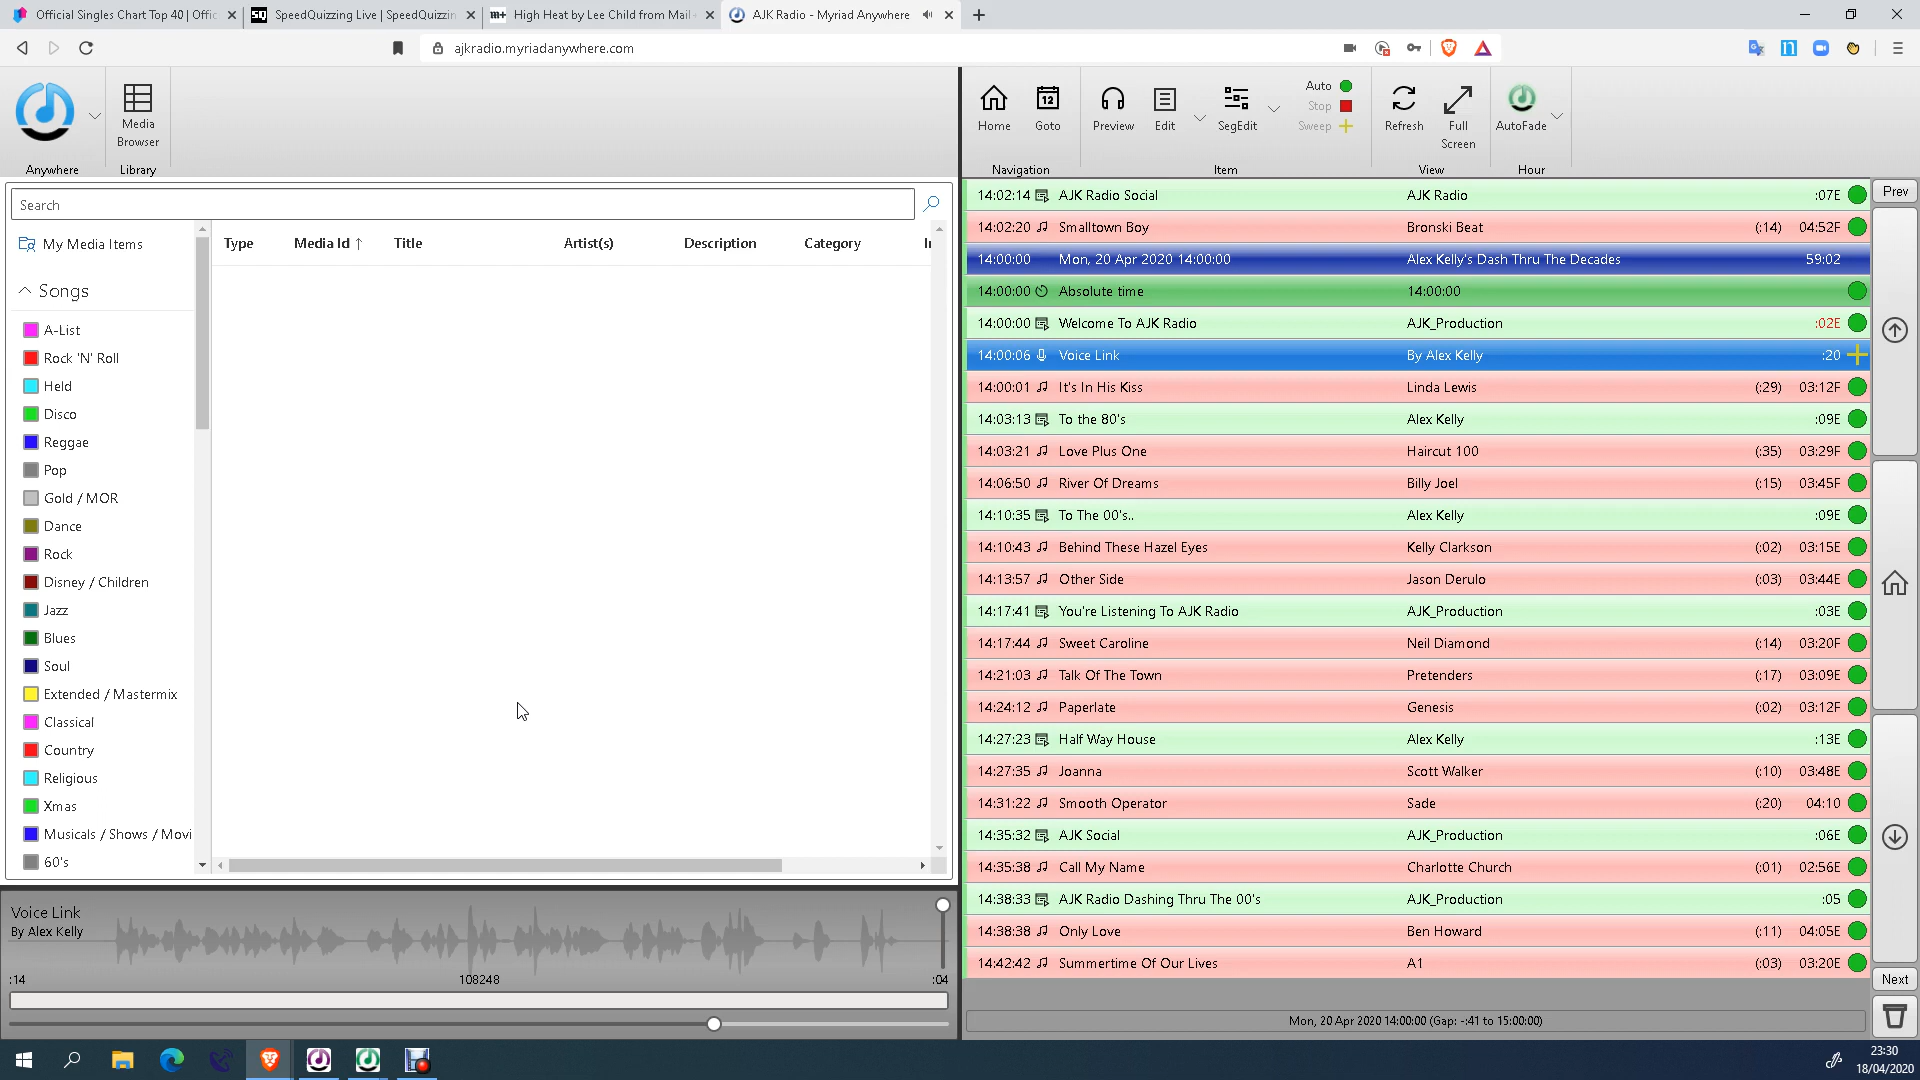 Official Singles Chart Top 40 | Offic
SpeedQuizzing Live | SpeedQuizzin
m+ High Heat by Lee Child from Mail
AJK Radio - Myriad Anywhere
ajkradio.myriadanywhere.com
Media Browser
Anywhere
Library
Home
12
Goto
Preview
Edit
SegEdit
Auto
Stop
Sweep
Refresh
Full Screen
AutoFade
Navigation
Item
View
Hour
Search
My Media Items
Type Media Id ↑ Title Artist(s) Description Category
Songs
A-List
Rock 'N' Roll
Held
Disco
Reggae
Pop
Gold / MOR
Dance
Rock
Disney / Children
Jazz
Blues
Soul
Extended / Mastermix
Classical
Country
Religious
Xmas
Musicals / Shows / Movi
60's
Voice Link
By Alex Kelly
:14 108248 :04
14:02:14 AJK Radio Social AJK Radio :07E
14:02:20 Smalltown Boy Bronski Beat (:14) 04:52F
14:00:00 Mon, 20 Apr 2020 14:00:00 Alex Kelly's Dash Thru The Decades 59:02
14:00:00 Absolute time 14:00:00
14:00:00 Welcome To AJK Radio AJK_Production :02E
14:00:06 Voice Link By Alex Kelly :20
14:00:01 It's In His Kiss Linda Lewis (:29) 03:12F
14:03:13 To the 80's Alex Kelly :09E
14:03:21 Love Plus One Haircut 100 (:35) 03:29F
14:06:50 River Of Dreams Billy Joel (:15) 03:45F
14:10:35 To The 00's.. Alex Kelly :09E
14:10:43 Behind These Hazel Eyes Kelly Clarkson (:02) 03:15E
14:13:57 Other Side Jason Derulo (:03) 03:44E
14:17:41 You're Listening To AJK Radio AJK_Production :03E
14:17:44 Sweet Caroline Neil Diamond (:14) 03:20F
14:21:03 Talk Of The Town Pretenders (:17) 03:09E
14:24:12 Paperlate Genesis (:02) 03:12F
14:27:23 Half Way House Alex Kelly :13E
14:27:35 Joanna Scott Walker (:10) 03:48E
14:31:22 Smooth Operator Sade (:20) 04:10
14:35:32 AJK Social AJK_Production :06E
14:35:38 Call My Name Charlotte Church (:01) 02:56E
14:38:33 AJK Radio Dashing Thru The 00's AJK_Production :05
14:38:38 Only Love Ben Howard (:11) 04:05E
14:42:42 Summertime Of Our Lives A1 (:03) 03:20E
Mon, 20 Apr 2020 14:00:00 (Gap: -:41 to 15:00:00)
Prev
Next
23:30
18/04/2020